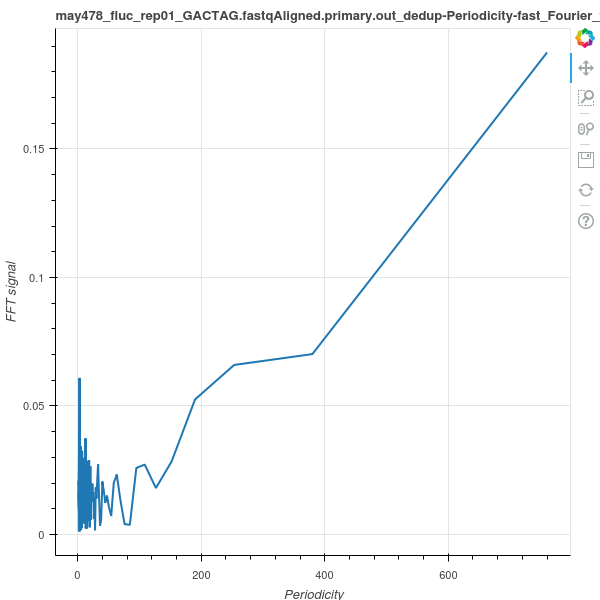 may478_fluc_rep01_GACTAG.fastqAligned.primary.out_dedup-Periodicity-fast_Fourier_
0.15
0.1
0.05
0
FFT signal
0
200
400
600
Periodicity